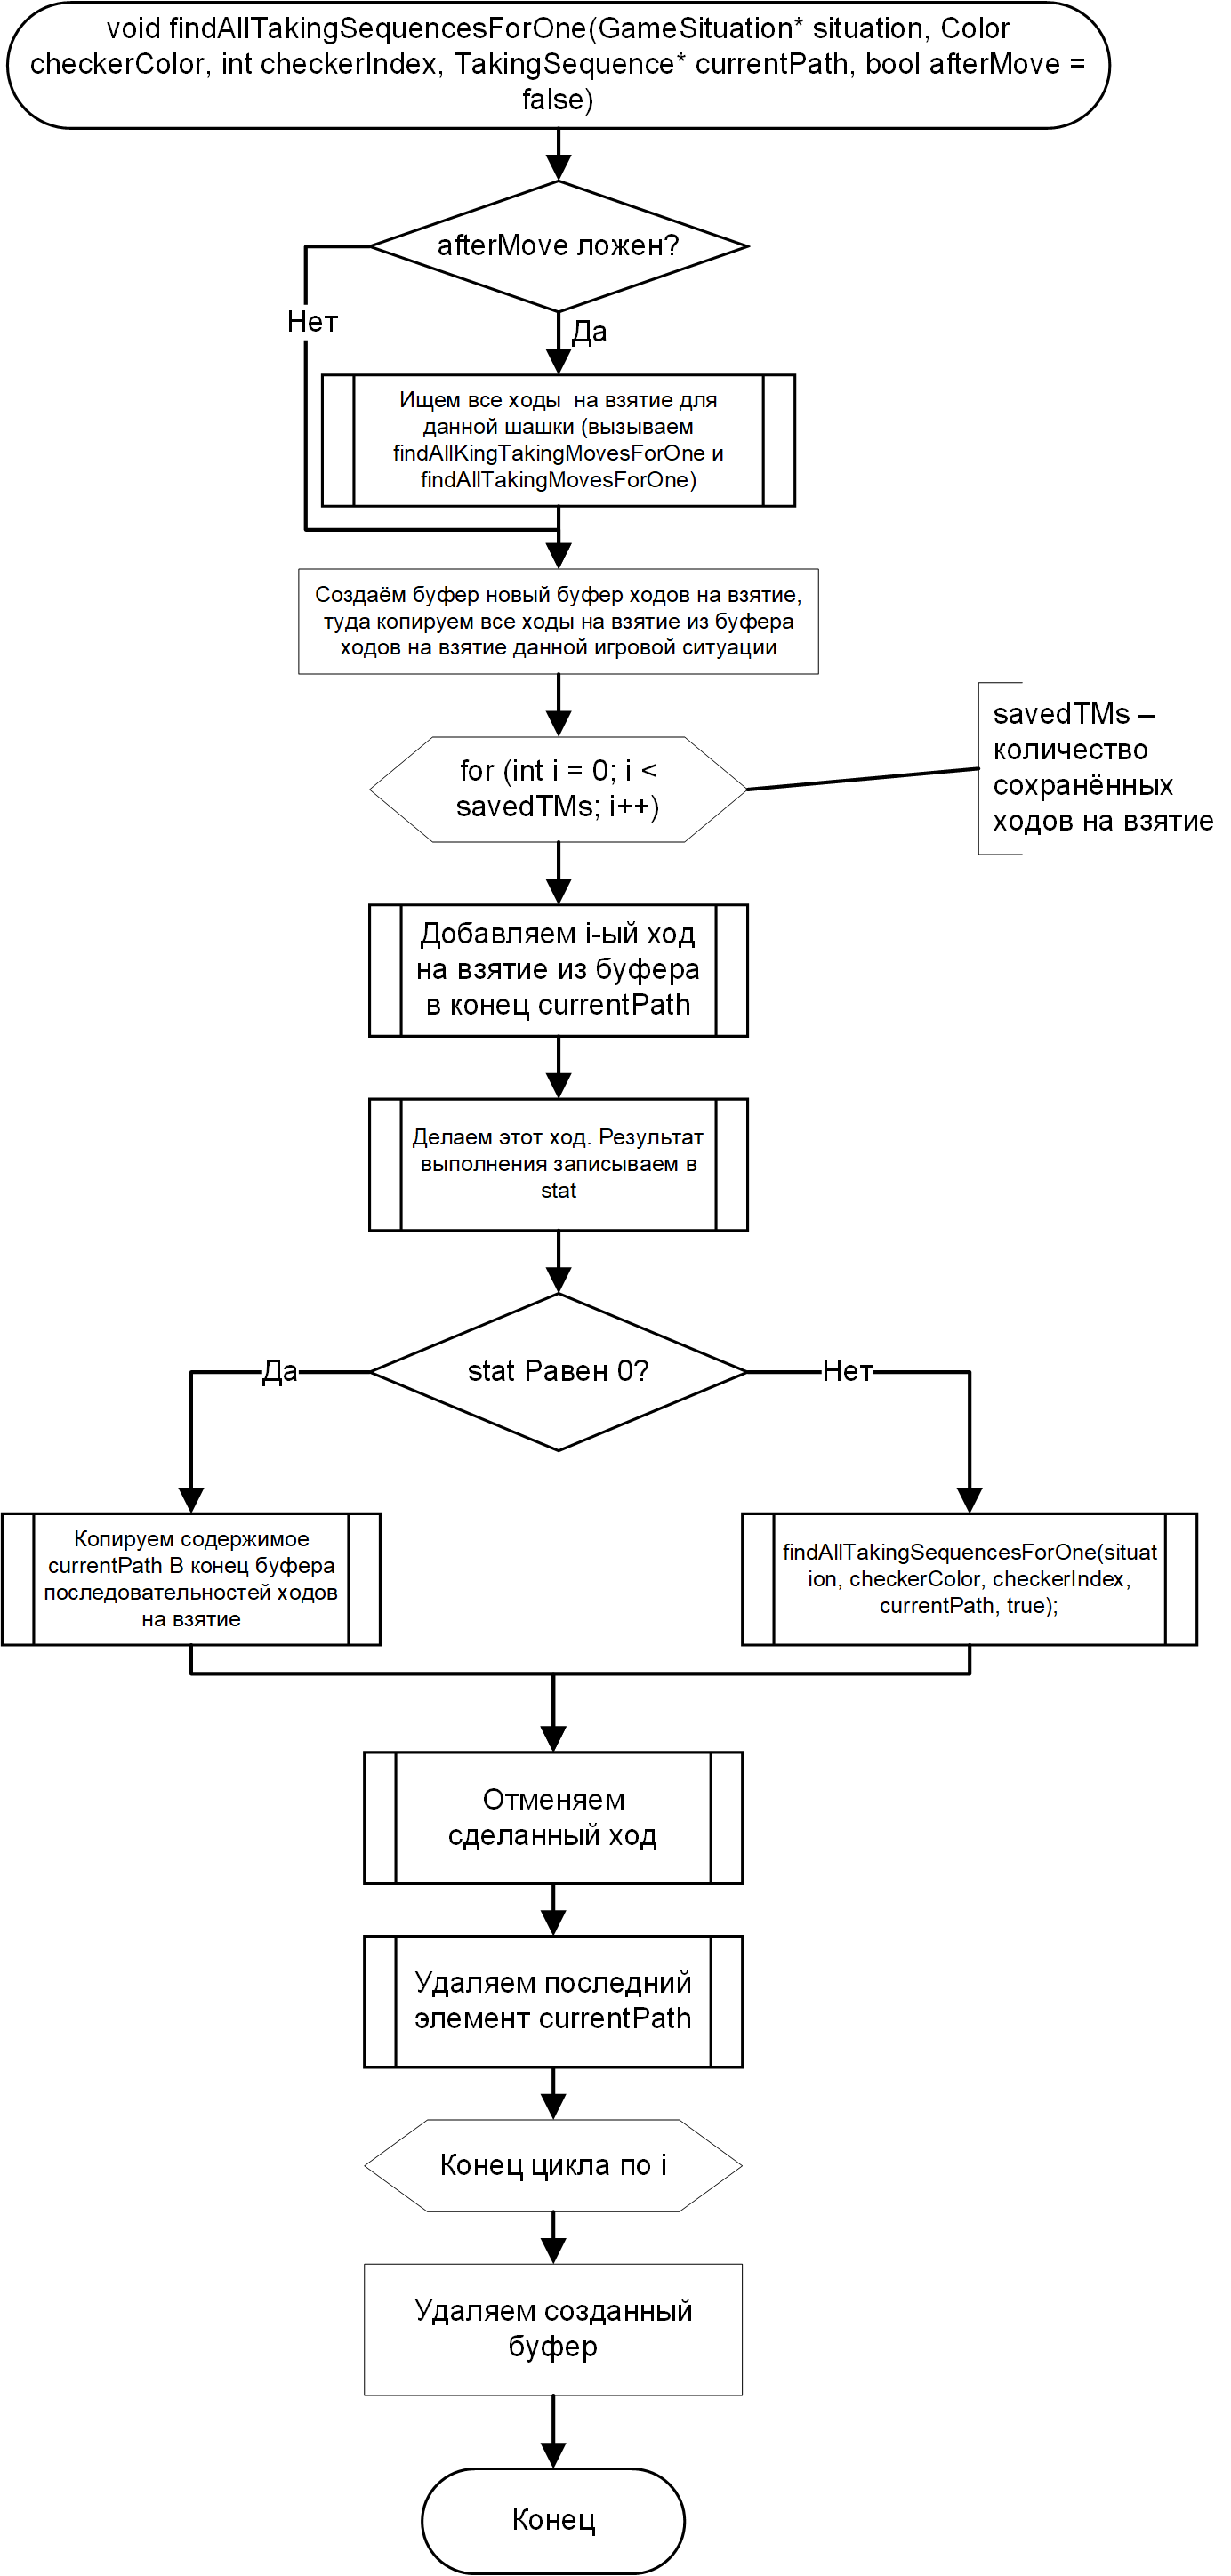 void findAllTakingSequencesForOne(GameSituation* situation, Color
checkerColor, int checkerIndex, TakingSequence* currentPath, bool afterMove =
false)
afterMove ложен?
Нет
Да
Ищем все ходы  на взятие для
данной шашки (вызываем
findAllKingTakingMovesForOne и
findAllTakingMovesForOne)
Создаём буфер новый буфер ходов на взятие,
туда копируем все ходы на взятие из буфера
ходов на взятие данной игровой ситуации
for (int i = 0; i <
savedTMs; i++)
savedTMs –
количество
сохранённых
ходов на взятие
Добавляем i-ый ход
на взятие из буфера
в конец currentPath
Делаем этот ход. Результат
выполнения записываем в
stat
stat Равен 0?
Да
Нет
Копируем содержимое
currentPath В конец буфера
последовательностей ходов
на взятие
findAllTakingSequencesForOne(situat
ion, checkerColor, checkerIndex,
currentPath, true);
Отменяем
сделанный ход
Удаляем последний
элемент currentPath
Конец цикла по i
Удаляем созданный
буфер
Конец